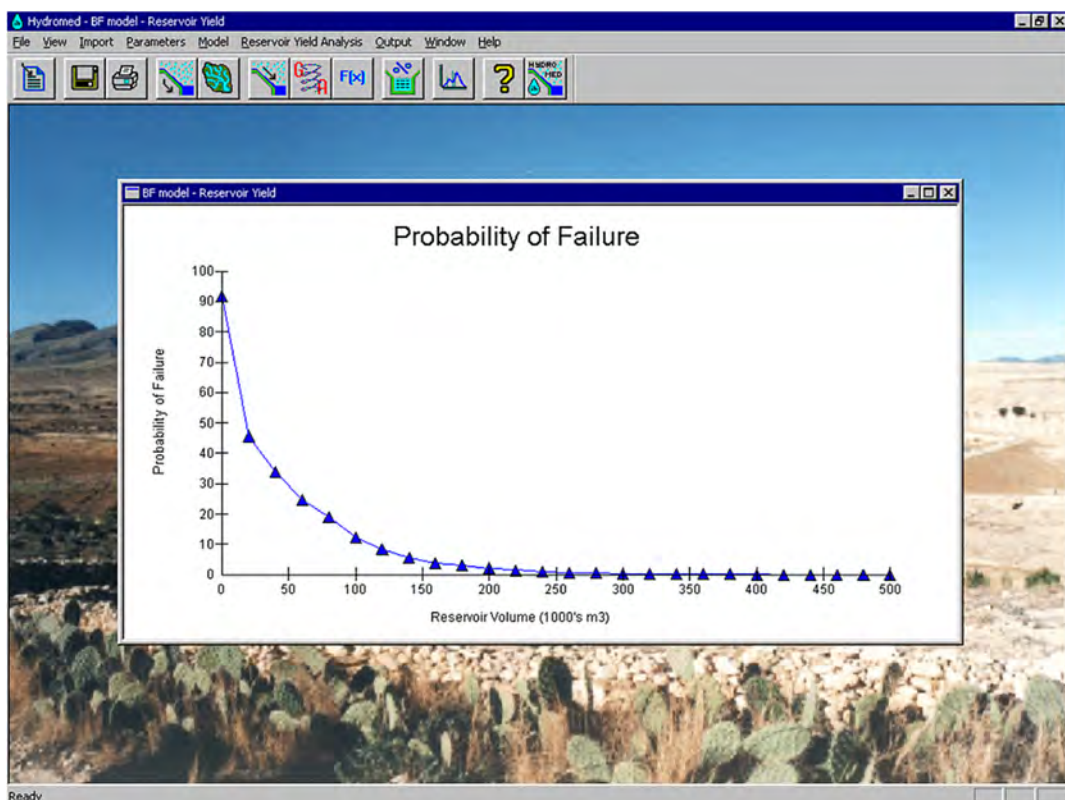 Hydromed - BF model - Reservoir Yield
File View Import Parameters Model Reservoir Yield Analysis Output Window Help
G A F(x) % ? HYDRO MED
BF model - Reservoir Yield
Probability of Failure
100
90
80
70
60
50
40
30
20
10
0
Probability of Failure
0 50 100 150 200 250 300 350 400 450 500
Reservoir Volume (1000's m3)
Ready